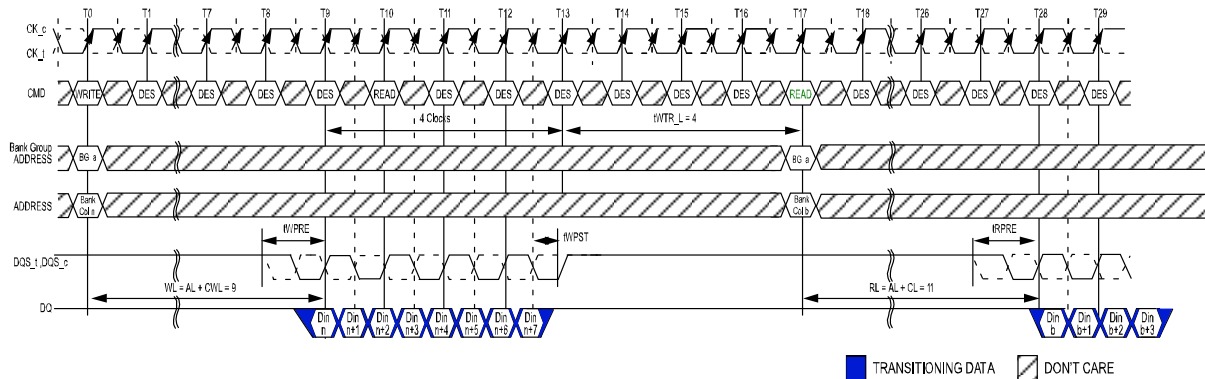 T0 T1 T7 T8 T9 T10 T11 T12 T13 T14 T15 T16 T17 T18 T26 T27 T28 T29
CK_c
CK_t
CMD WRITE DES DES DES DES READ DES DES DES DES DES DES READ DES DES DES DES DES
4 Clocks tWTR_L = 4
Bank Group
ADDRESS BG a BG a
ADDRESS Bank Col n Bank Col b
tWPRE tWPST tRPRE
DQS_t ,DQS_c
WL = AL + CWL = 9 RL = AL + CL = 11
DQ
Din n Din n+1 Din n+2 Din n+3 Din n+4 Din n+5 Din n+6 Din n+7 Din b Din b+1 Din b+2 Din b+3
TRANSITIONING DATA DON'T CARE